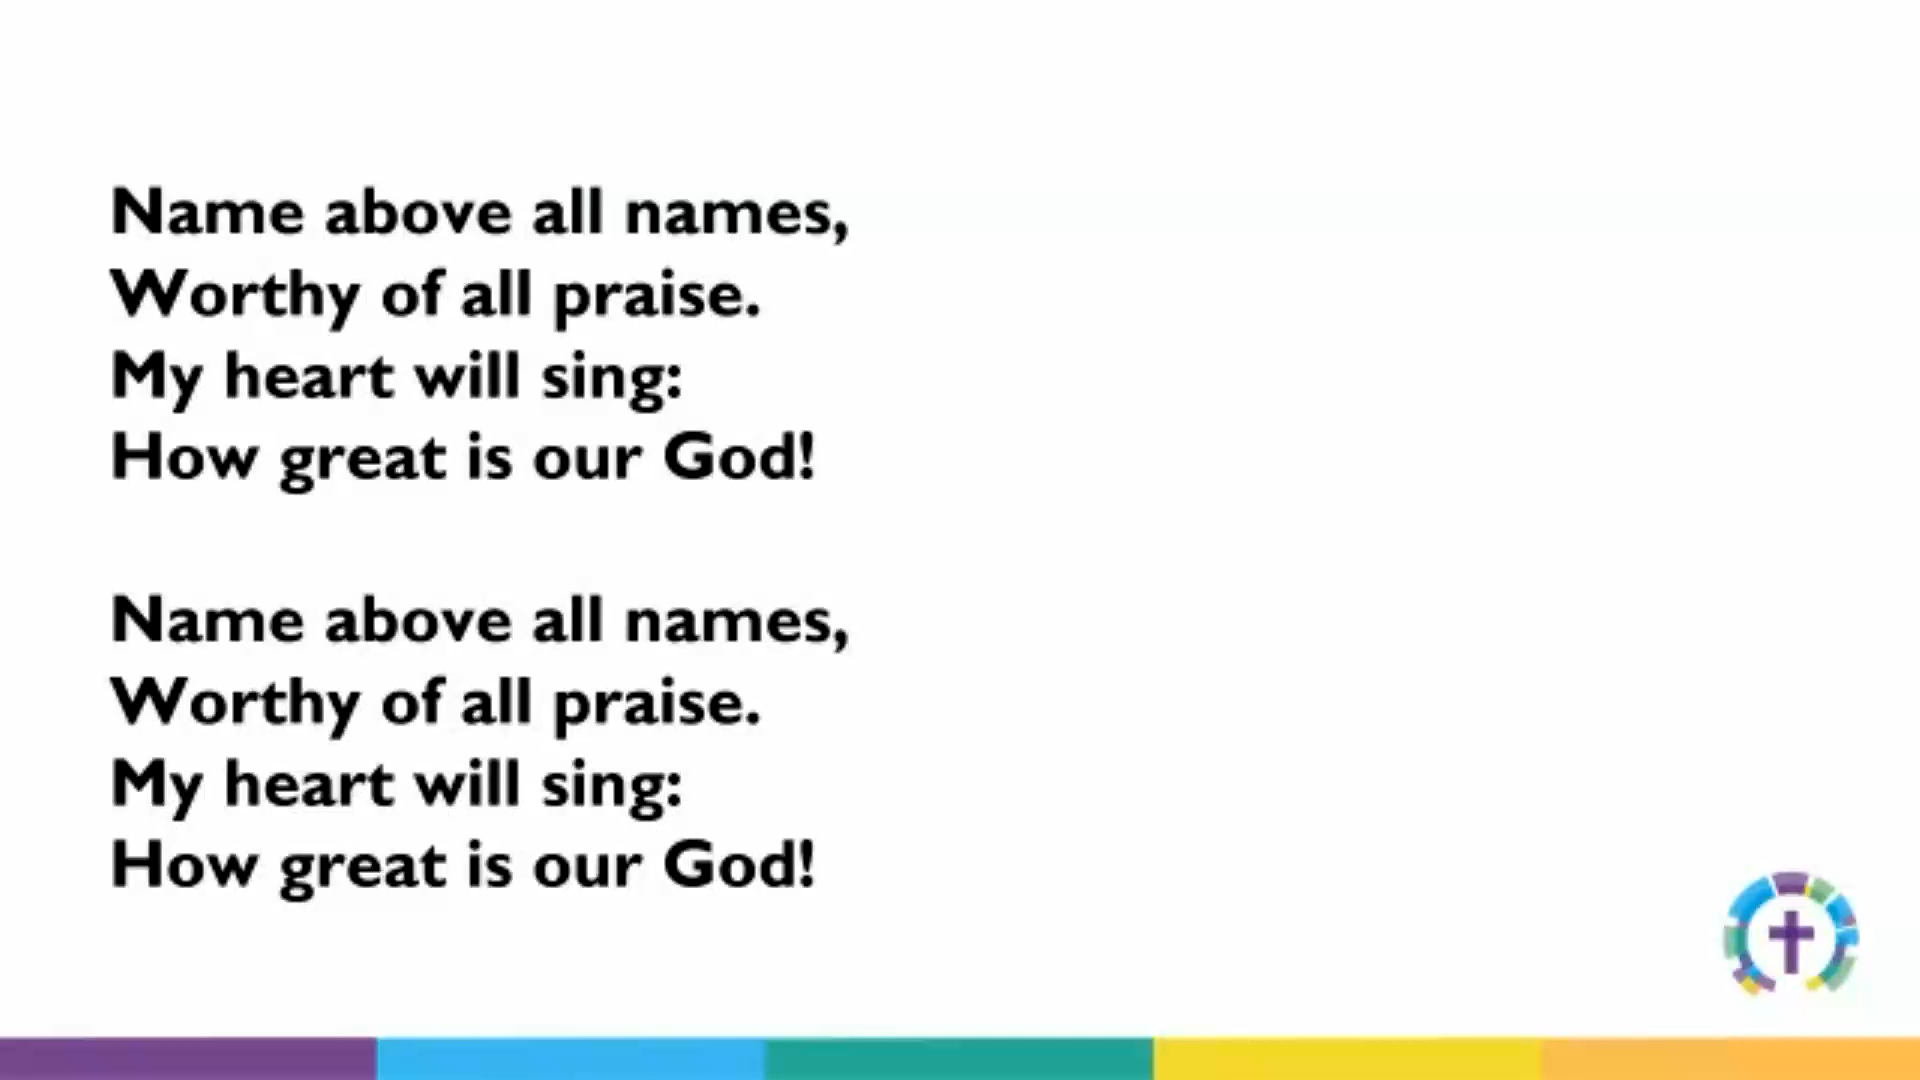 Name above all names,
Worthy of all praise.
My heart will sing:
How great is our God!
Name above all names,
Worthy of all praise.
My heart will sing:
How great is our God!